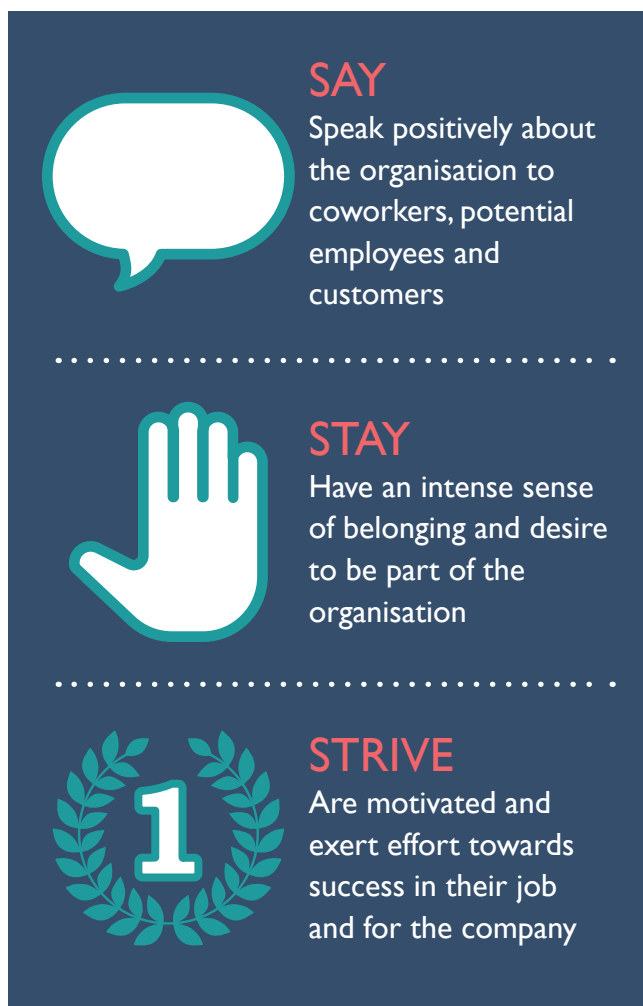 SAY
Speak positively about
the organisation to
coworkers, potential
employees and
customers
STAY
Have an intense sense
of belonging and desire
to be part of the
organisation
1
STRIVE
Are motivated and
exert effort towards
success in their job
and for the company